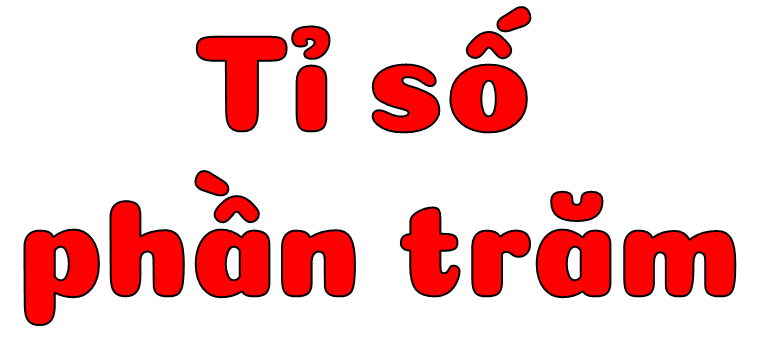 Tỉ số
phần trăm